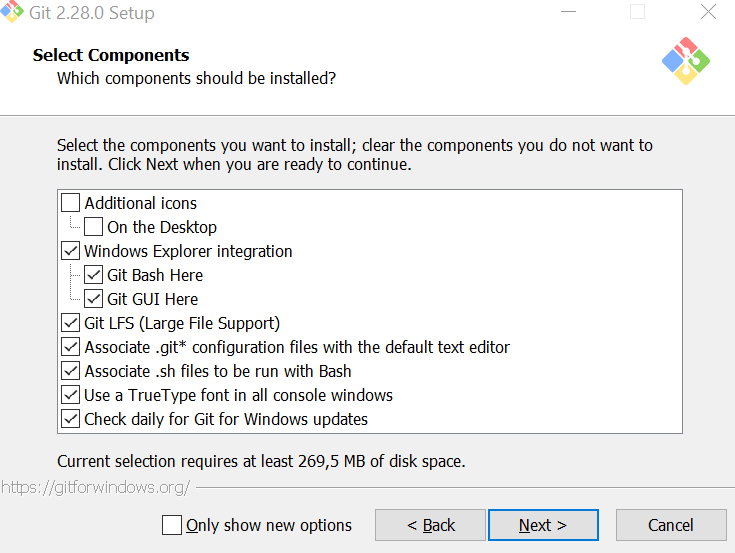 Git 2.28.0 Setup
Select Components
Which components should be installed?
Select the components you want to install; clear the components you do not want to
install. Click Next when you are ready to continue.
Additional icons
On the Desktop
Windows Explorer integration
Git Bash Here
Git GUI Here
Git LFS (Large File Support)
Associate .git* configuration files with the default text editor
Associate .sh files to be run with Bash
Use a TrueType font in all console windows
Check daily for Git for Windows updates
Current selection requires at least 269,5 MB of disk space.
https://gitforwindows.org/
Only show new options
< Back
Next >
Cancel